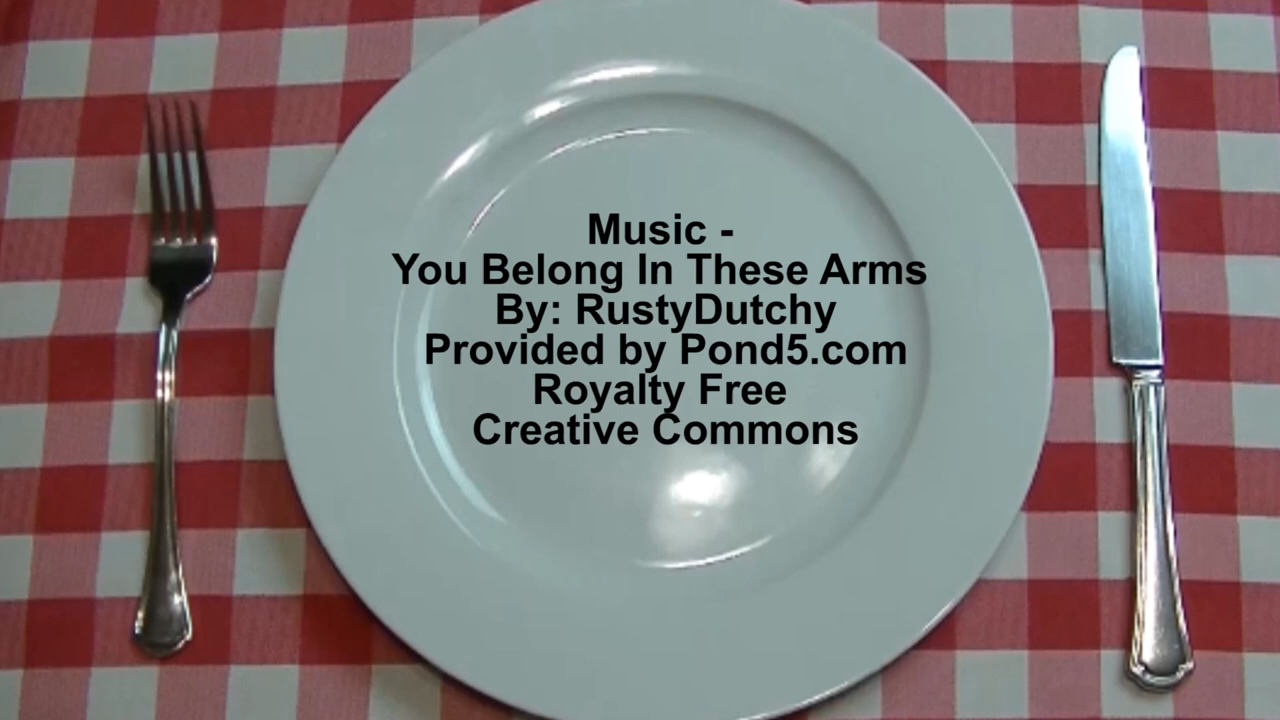 Music -
You Belong In These Arms
By: RustyDutchy
Provided by Pond5.com
Royalty Free
Creative Commons